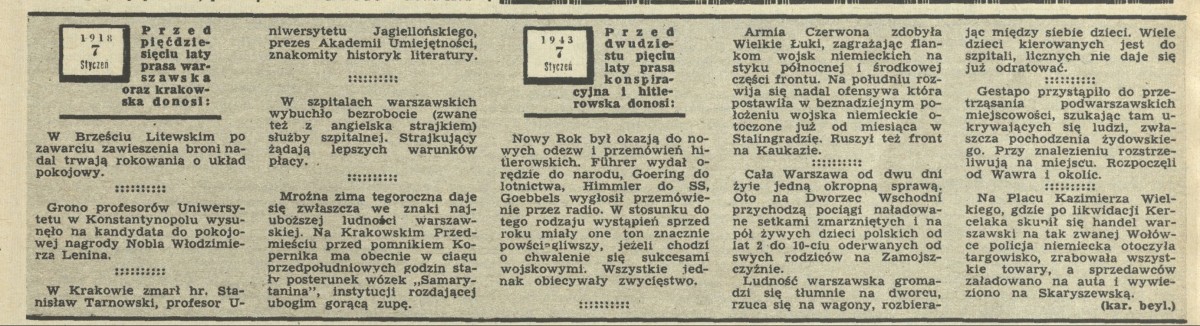 1918
7
Styczeń
Przed
pięćdzie-
sięciu laty
prasa war-
szawska
oraz krakow-
ska donosi:
W Brześciu Litewskim po
zawarciu zawieszenia broni na-
dal trwają rokowania o układ
pokojowy.
Grono profesorów Uniwersy-
tetu w Konstantynopolu wysu-
nęło na kandydata do pokojo-
wej nagrody Nobla Włodzimie-
rza Lenina.
W Krakowie zmarł hr. Sta-
nisław Tarnowski, profesor U-
niwersytetu Jagiellońskiego,
prezes Akademii Umiejętności,
znakomity historyk literatury.
W szpitalach warszawskich
wybuchło bezrobocie (zwane
też z angielska strajkiem)
służby szpitalnej. Strajkujący
żądają lepszych warunków
płacy.
Mroźna zima tegoroczna daje
się zwłaszcza we znaki naj-
uboższej ludności warszaw-
skiej. Na Krakowskim Przed-
mieściu przed pomnikiem Ko-
pernika ma obecnie w ciągu
przedpołudniowych godzin sta-
ły posterunek wózek „Samary-
tanina”, instytucji rozdającej
ubogim gorącą zupę.
1943
7
Styczeń
Przed
dwudzie-
stu pięciu
laty prasa
konspira-
cyjna i hitle-
rowska donosi:
Nowy Rok był okazją do no-
wych odezw i przemówień hi-
tlerowskich. Führer wydał o-
rędzie do narodu, Goering do
lotnictwa, Himmler do SS,
Goebbels wygłosił przemówie-
nie przez radio. W stosunku do
tego rodzaju wystąpień sprzed
roku miały one ton znacznie
powściągliwszy, jeżeli chodzi
o chwalenie się sukcesami
wojskowymi. Wszystkie jed-
nak obiecywały zwycięstwo.
Armia Czerwona zdobyła
Wielkie Łuki, zagrażając flan-
kom wojsk niemieckich na
styku północnej i środkowej
części frontu. Na południu roz-
wija się nadal ofensywa która
postawiła w beznadziejnym po-
łożeniu wojska niemieckie o-
toczone już od miesiąca w
Stalingradzie. Ruszył też front
na Kaukazie.
Cała Warszawa od dwu dni
żyje jedną okropną sprawą.
Oto na Dworzec Wschodni
przychodzą pociągi naładowa-
ne setkami zmarzniętych i na
pół żywych dzieci polskich od
lat 2 do 10-ciu oderwanych od
swych rodziców na Zamojsz-
czyźnie.
Ludność warszawska groma-
dzi się tłumnie na dworcu,
rzuca się na wagony, rozbiera-
jąc między siebie dzieci. Wiele
dzieci kierowanych jest do
szpitali, licznych nie daje się
już odratować.
Gestapo przystąpiło do prze-
trząsania podwarszawskich
miejscowości, szukając tam u-
krywających się ludzi, zwła-
szcza pochodzenia żydowskie-
go. Przy znalezieniu rozstrze-
liwują na miejscu. Rozpoczęli
od Wawra i okolic.
Na Placu Kazimierza Wiel-
kiego, gdzie po likwidacji Ker-
celaka skupił się handel war-
szawski na tak zwanej Wołów-
ce policja niemiecka otoczyła
targowisko, zrabowała wszyst-
kie towary, a sprzedawców
załadowano na auta i wywie-
ziono na Skaryszewską.
(kar. beyl.)